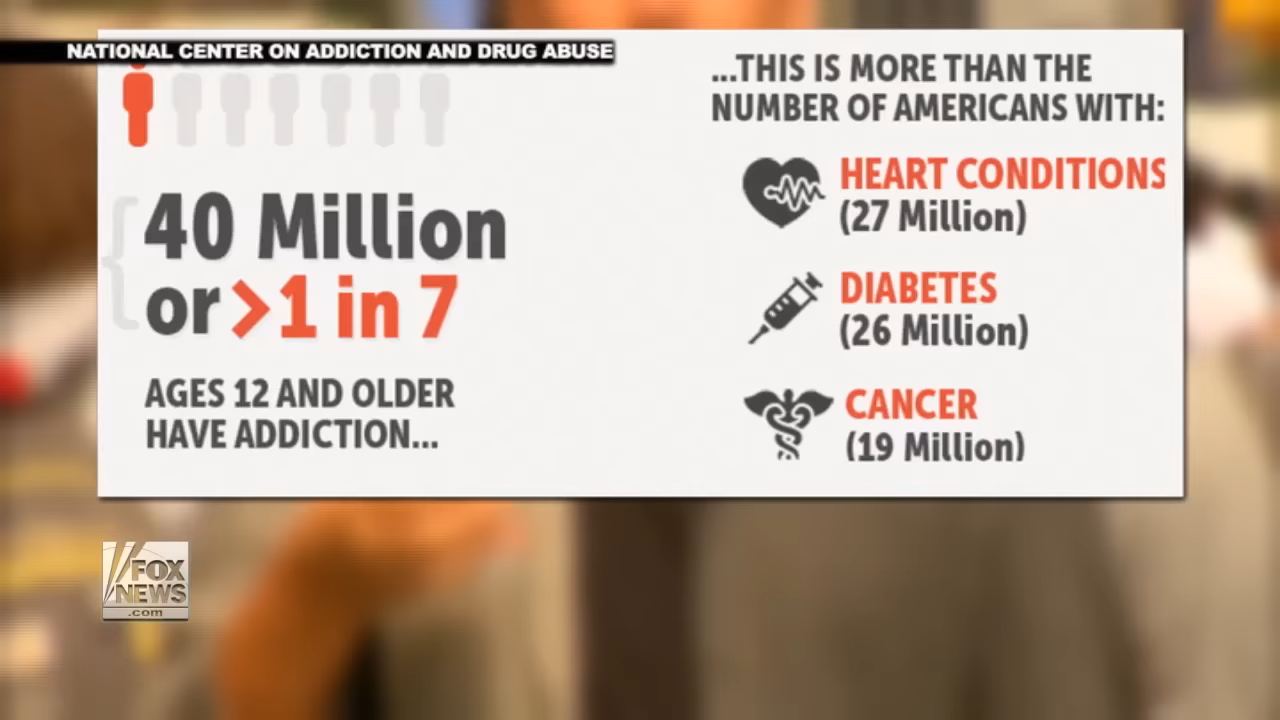 NATIONAL CENTER ON ADDICTION AND DRUG ABUSE
40 Million
or >1 in 7
AGES 12 AND OLDER
HAVE ADDICTION...
...THIS IS MORE THAN THE
NUMBER OF AMERICANS WITH:
HEART CONDITIONS
(27 Million)
DIABETES
(26 Million)
CANCER
(19 Million)
FOX
NEWS
.com